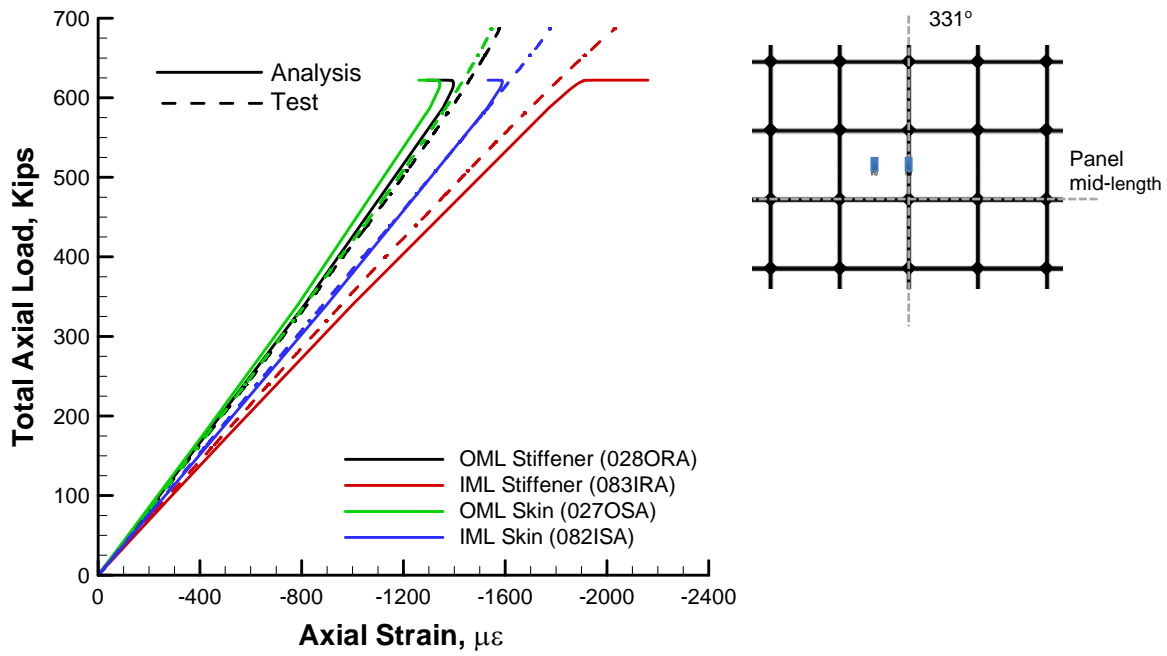 700
600
500
400
300
200
100
0
Total Axial Load, Kips
Analysis
Test
OML Stiffener (028ORA)
IML Stiffener (083IRA)
OML Skin (027OSA)
IML Skin (082ISA)
0 -400 -800 -1200 -1600 -2000 -2400
Axial Strain, με
331º
Panel
mid-length